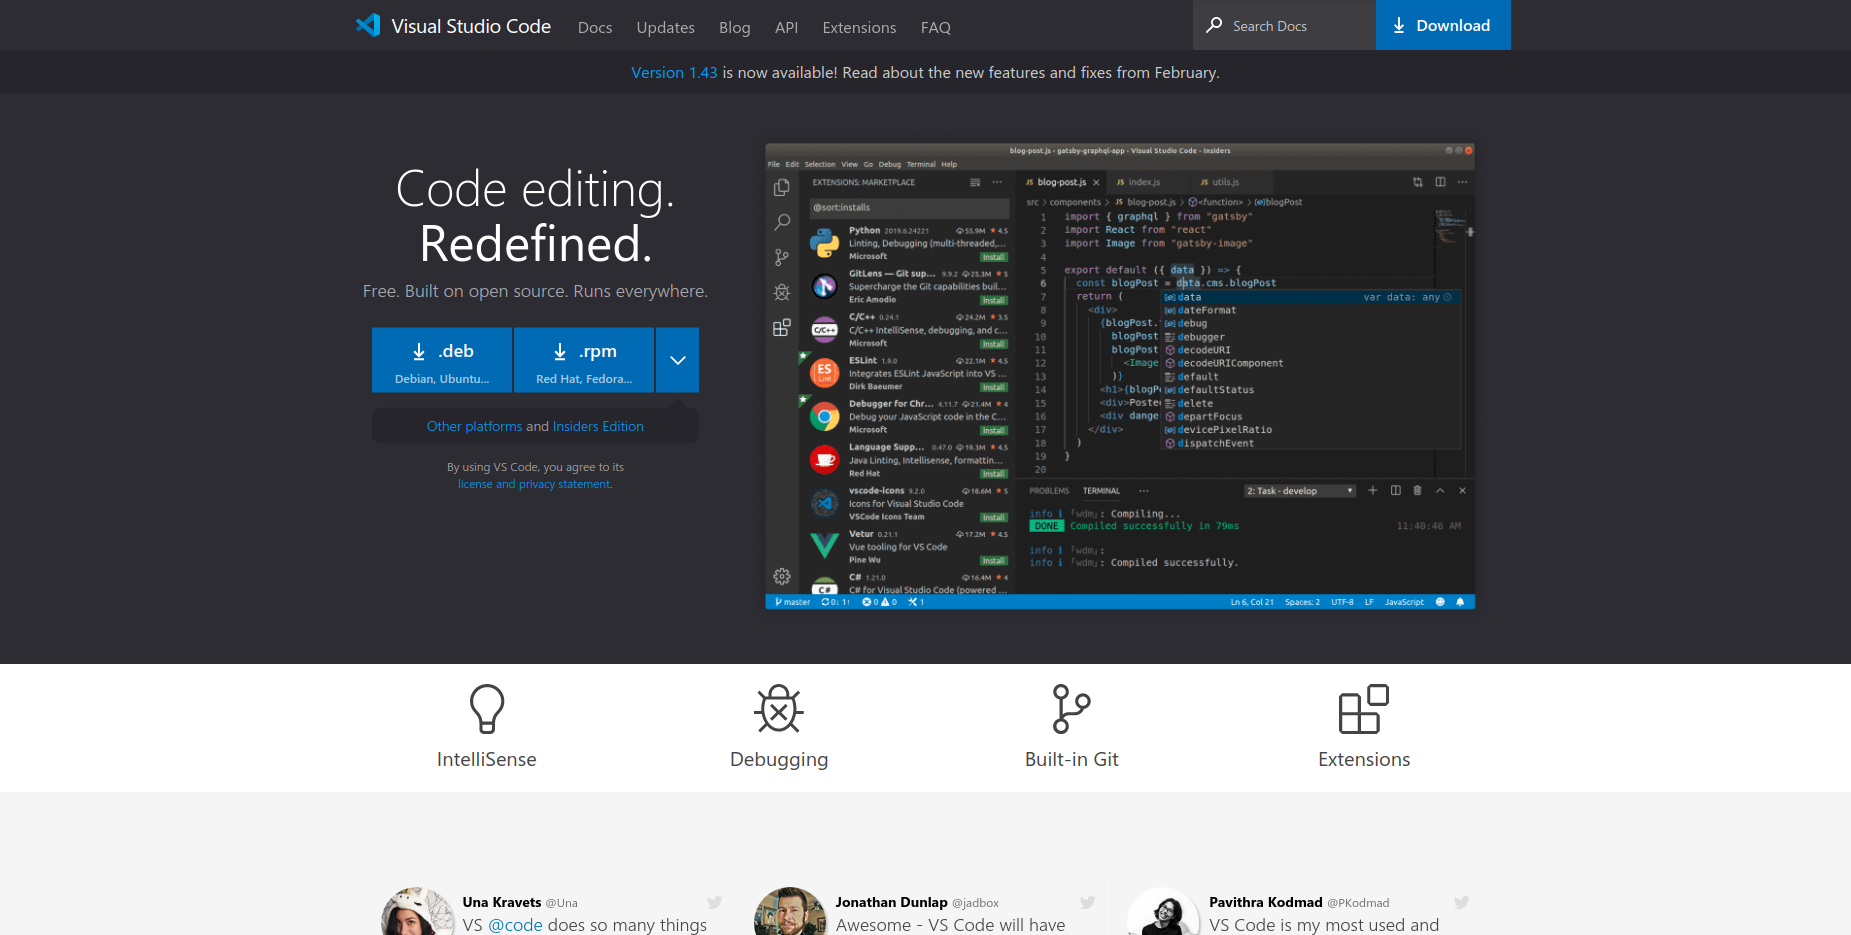 Visual Studio Code
Docs
Updates
Blog
API
Extensions
FAQ
Search Docs
Download
Version 1.43 is now available! Read about the new features and fixes from February.
Code editing.
Redefined.
Free. Built on open source. Runs everywhere.
.deb
Debian, Ubuntu...
.rpm
Red Hat, Fedora...
Other platforms and Insiders Edition
By using VS Code, you agree to its
license and privacy statement.
blog-post.js - gatsby-graphql-app - Visual Studio Code - Insiders
File Edit Selection View Go Debug Terminal Help
EXTENSIONS: MARKETPLACE
@sort:installs
Python 2019.6.24221 55.9M 4.5
Linting, Debugging (multi-threaded,...
Microsoft Install
GitLens — Git sup... 9.9.2 25.3M 5
Supercharge the Git capabilities buil...
Eric Amodio Install
C/C++ 0.24.1 24.2M 3.5
C/C++ IntelliSense, debugging, and c...
Microsoft Install
ESLint 1.9.0 22.1M 4.5
Integrates ESLint JavaScript into VS ...
Dirk Baeumer Install
Debugger for Chr... 4.11.7 21.4M 4
Debug your JavaScript code in the C...
Microsoft Install
Language Supp... 0.47.0 19.3M 4.5
Java Linting, Intellisense, formattin...
Red Hat Install
vscode-icons 9.2.0 18.6M 5
Icons for Visual Studio Code
VSCode Icons Team Install
Vetur 0.21.1 17.2M 4.5
Vue tooling for VS Code
Pine Wu Install
C# 1.21.0 16.4M 4
C# for Visual Studio Code (powered ...
C/C++
ES
Lint
C#
JS blog-post.js
JS index.js
JS utils.js
src > components > JS blog-post.js > <function> > blogPost
1 import { graphql } from "gatsby"
2 import React from "react"
3 import Image from "gatsby-image"
4
5 export default ({ data }) => {
6 const blogPost = data.cms.blogPost
7 return (
8 <div>
9 {blogPost.
10 blogPost
11 blogPost
12 <Image
13 )}
14 <h1>{blogP
15 <div>Poste
16 <div dange
17 </div>
18 )
19 }
20
data var data: any
dateFormat
debug
debugger
decodeURI
decodeURIComponent
default
defaultStatus
delete
departFocus
devicePixelRatio
dispatchEvent
PROBLEMS TERMINAL ... 2: Task - develop
info i 「wdm」: Compiling...
DONE Compiled successfully in 79ms 11:40:46 AM
info i 「wdm」:
info i 「wdm」: Compiled successfully.
master 0↓ 1↑ 0 0 1
Ln 6, Col 21 Spaces: 2 UTF-8 LF JavaScript
IntelliSense
Debugging
Built-in Git
Extensions
Una Kravets @Una
VS @code does so many things
Jonathan Dunlap @jadbox
Awesome - VS Code will have
Pavithra Kodmad @PKodmad
VS Code is my most used and